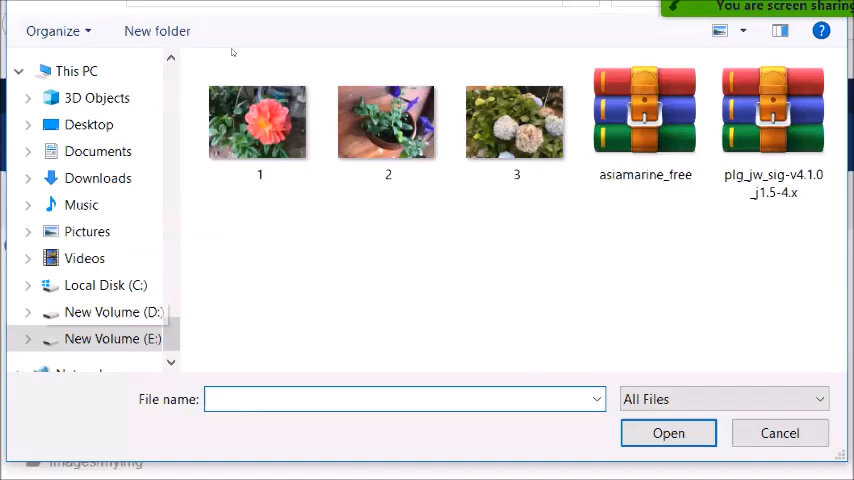 You are screen sharing
Organize
New folder
This PC
3D Objects
Desktop
Documents
Downloads
Music
Pictures
Videos
Local Disk (C:)
New Volume (D:)
New Volume (E:)
1
2
3
asiamarine_free
plg_jw_sig-v4.1.0
_j1.5-4.x
File name:
All Files
Open
Cancel
images/myimg